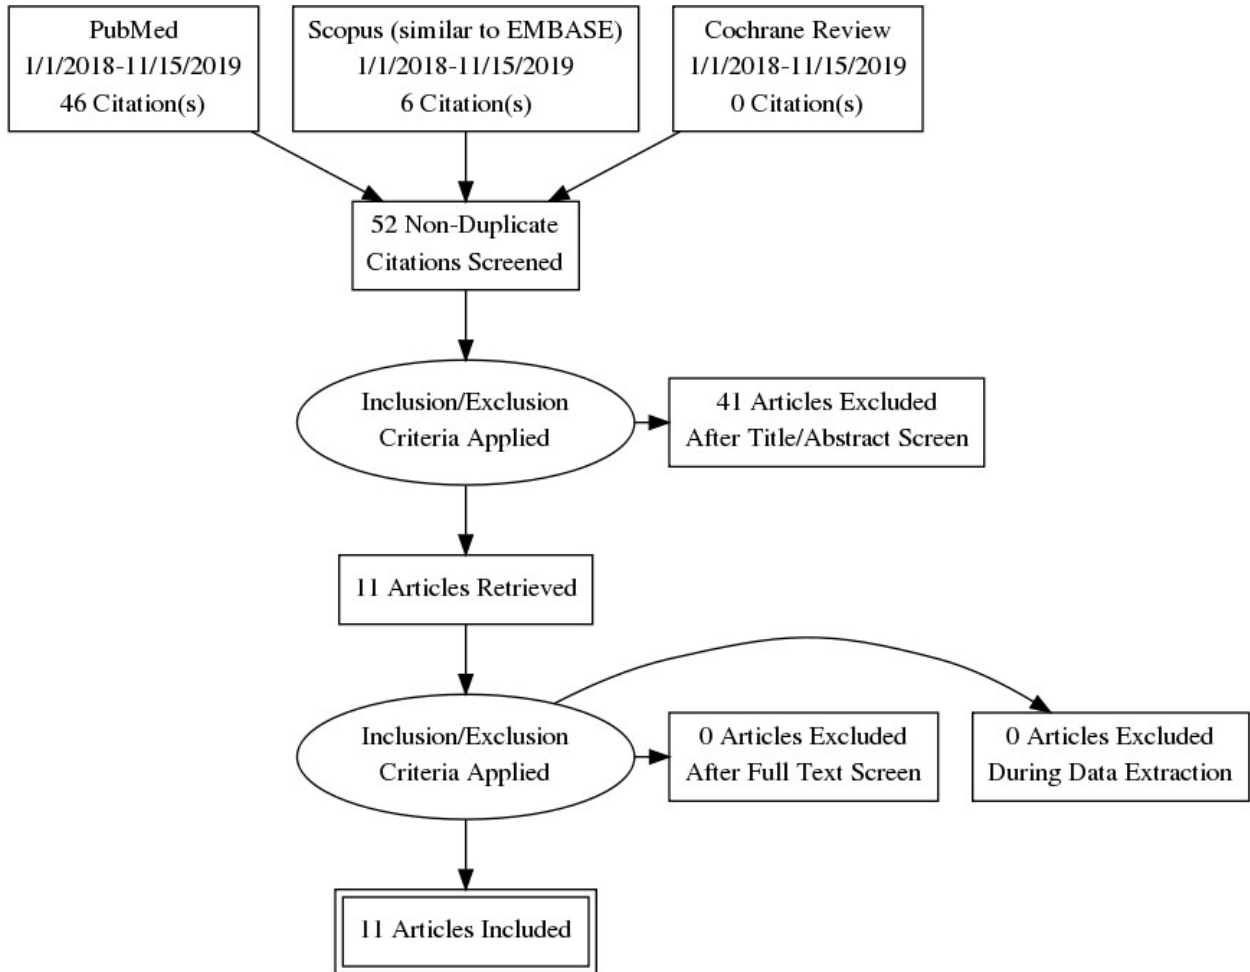 PubMed
1/1/2018-11/15/2019
46 Citation(s)
Scopus (similar to EMBASE)
1/1/2018-11/15/2019
6 Citation(s)
Cochrane Review
1/1/2018-11/15/2019
0 Citation(s)
52 Non-Duplicate
Citations Screened
Inclusion/Exclusion
Criteria Applied
41 Articles Excluded
After Title/Abstract Screen
11 Articles Retrieved
Inclusion/Exclusion
Criteria Applied
0 Articles Excluded
After Full Text Screen
0 Articles Excluded
During Data Extraction
11 Articles Included